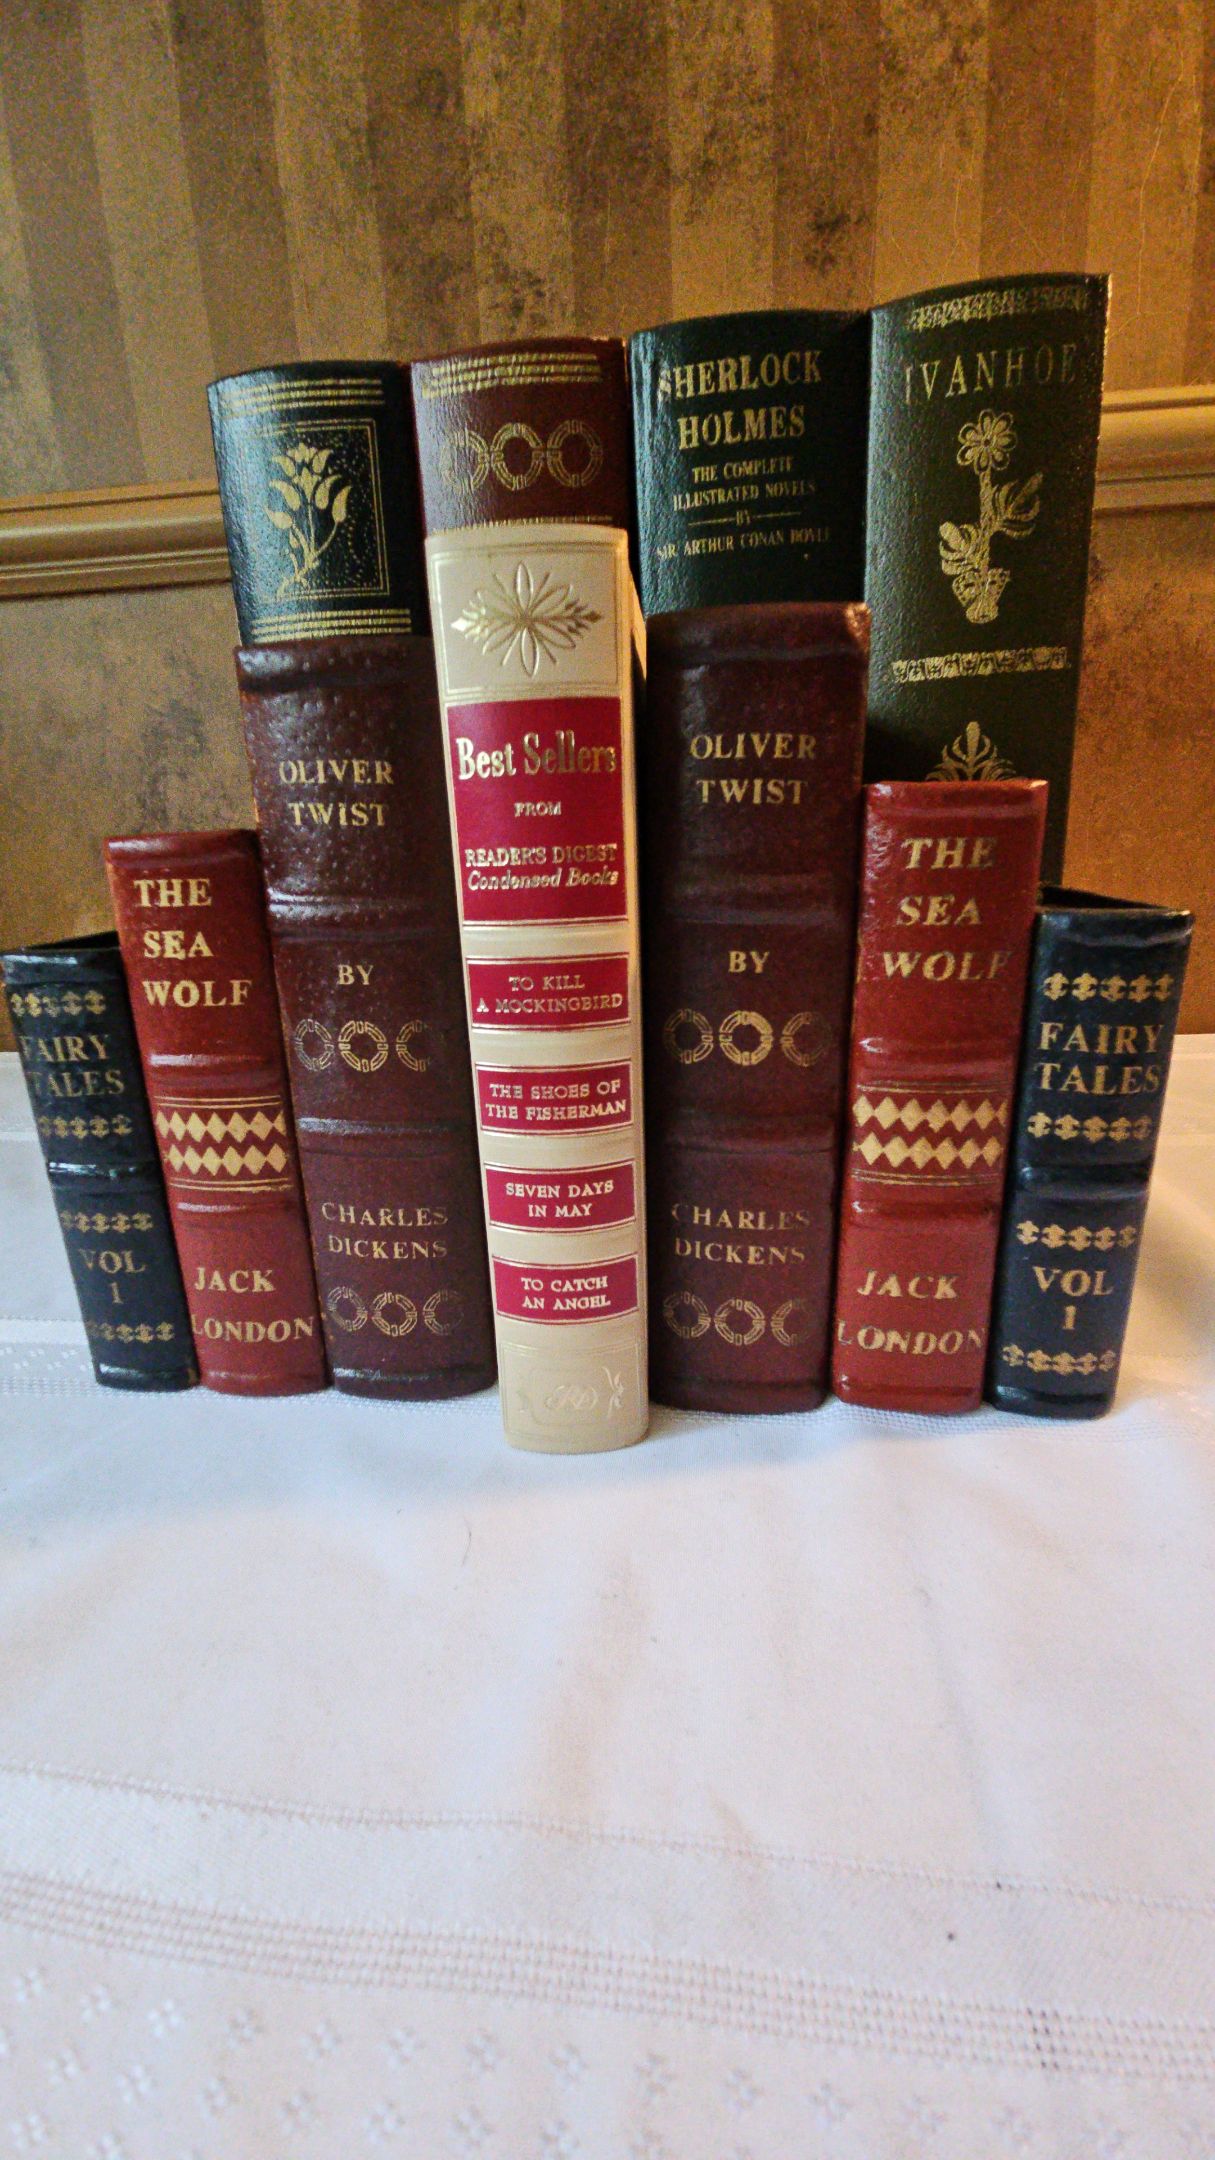 SHERLOCK
HOLMES
THE COMPLETE
ILLUSTRATED NOVELS
BY
SIR ARTHUR CONAN DOYLE
IVANHOE
FAIRY
TALES
VOL
1
THE
SEA
WOLF
JACK
LONDON
OLIVER
TWIST
BY
CHARLES
DICKENS
Best Sellers
FROM
READER'S DIGEST
Condensed Books
TO KILL
A MOCKINGBIRD
THE SHOES OF
THE FISHERMAN
SEVEN DAYS
IN MAY
TO CATCH
AN ANGEL
RD
OLIVER
TWIST
BY
CHARLES
DICKENS
THE
SEA
WOLF
JACK
LONDON
FAIRY
TALES
VOL
1